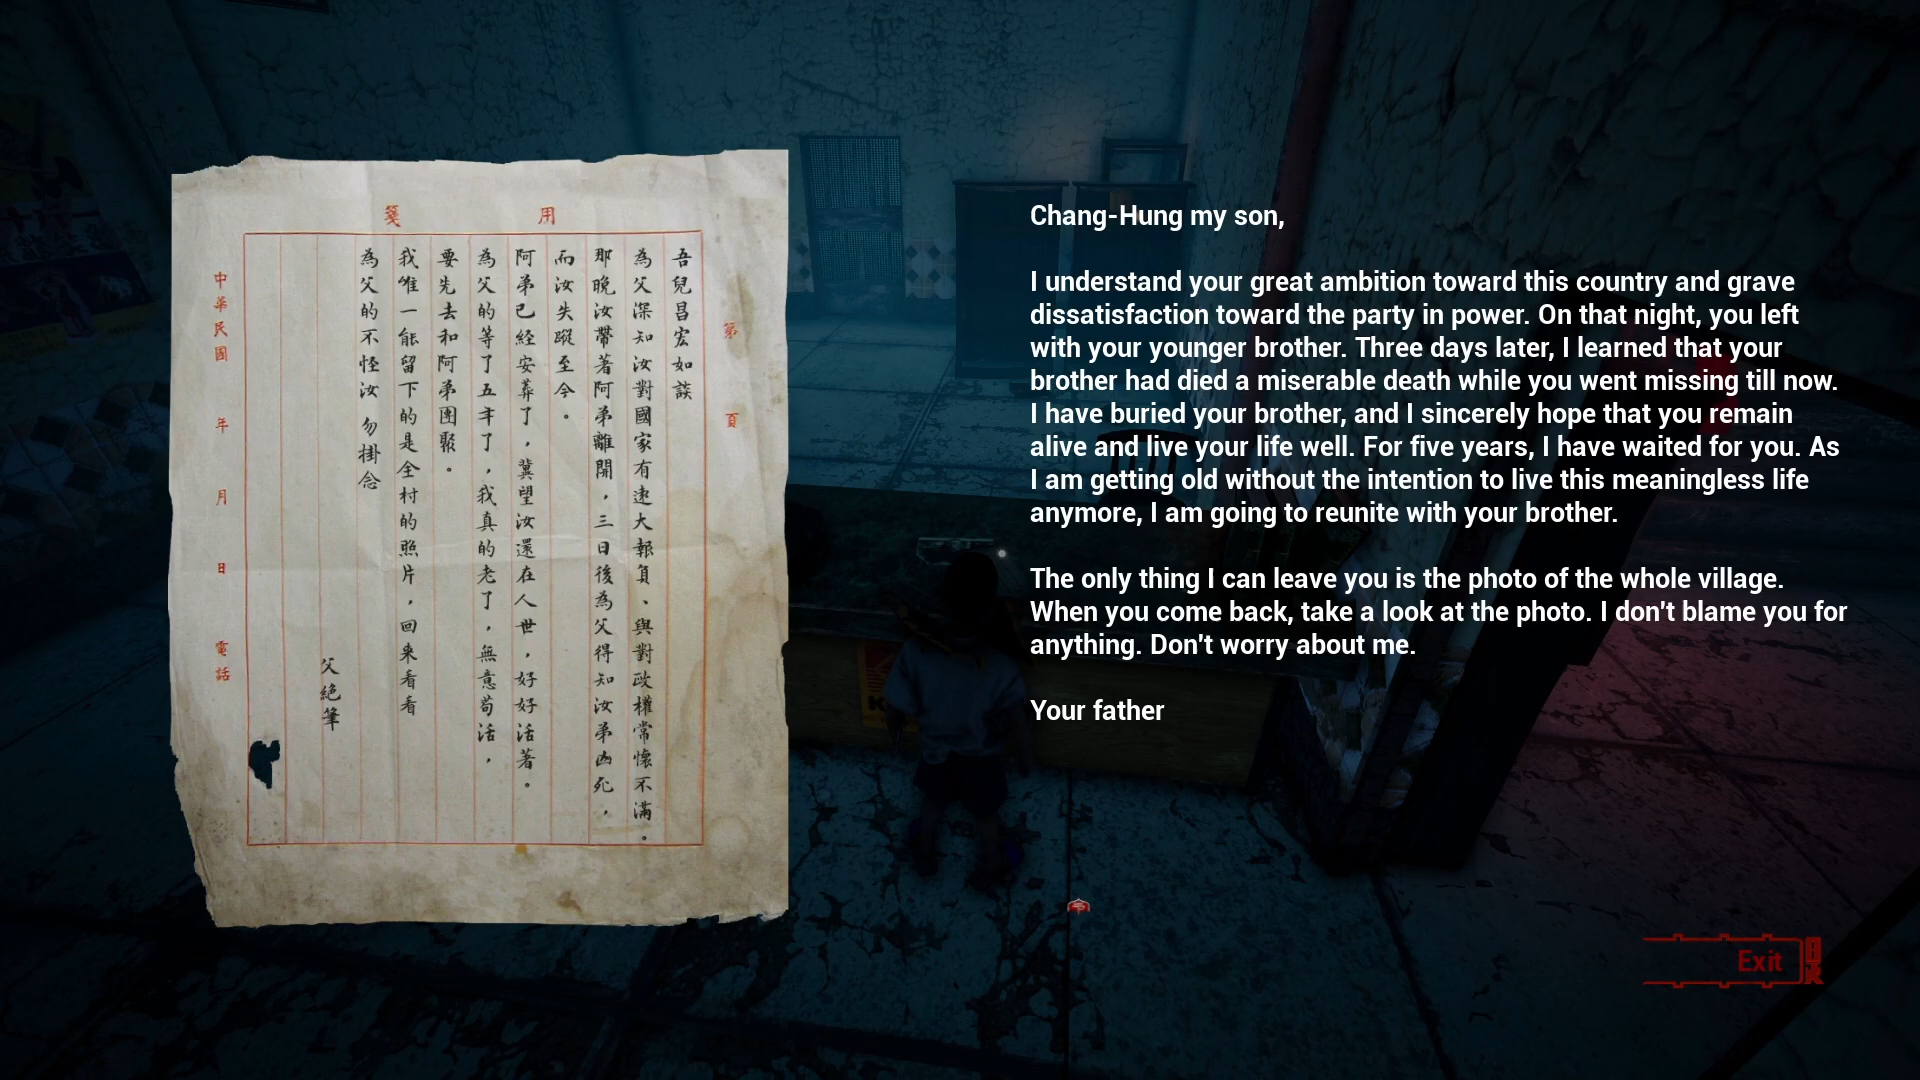 用箋
第 頁
吾兒昌宏如談
為父深知汝對國家有遠大報負、與對政權常懷不滿。
那晚汝帶著阿弟離開，三日後為父得知汝弟凶死，
而汝失蹤至今。
阿弟已經安葬了，冀望汝還在人世，好好活著。
為父的等了五年了，我真的老了，無意苟活，
要先去和阿弟團聚。
我唯一能留下的是全村的照片，回來看看
為父的不怪汝 勿掛念
父絕筆
中華民國 年 月 日 電話
Chang-Hung my son,
I understand your great ambition toward this country and grave
dissatisfaction toward the party in power. On that night, you left
with your younger brother. Three days later, I learned that your
brother had died a miserable death while you went missing till now.
I have buried your brother, and I sincerely hope that you remain
alive and live your life well. For five years, I have waited for you. As
I am getting old without the intention to live this meaningless life
anymore, I am going to reunite with your brother.
The only thing I can leave you is the photo of the whole village.
When you come back, take a look at the photo. I don't blame you for
anything. Don't worry about me.
Your father
Exit